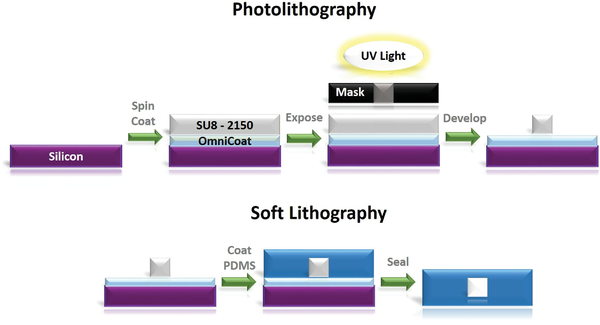 Photolithography
UV Light
Mask
Spin
Coat
SU8 - 2150
Expose
Develop
OmniCoat
Silicon
Soft Lithography
Coat
PDMS
Seal